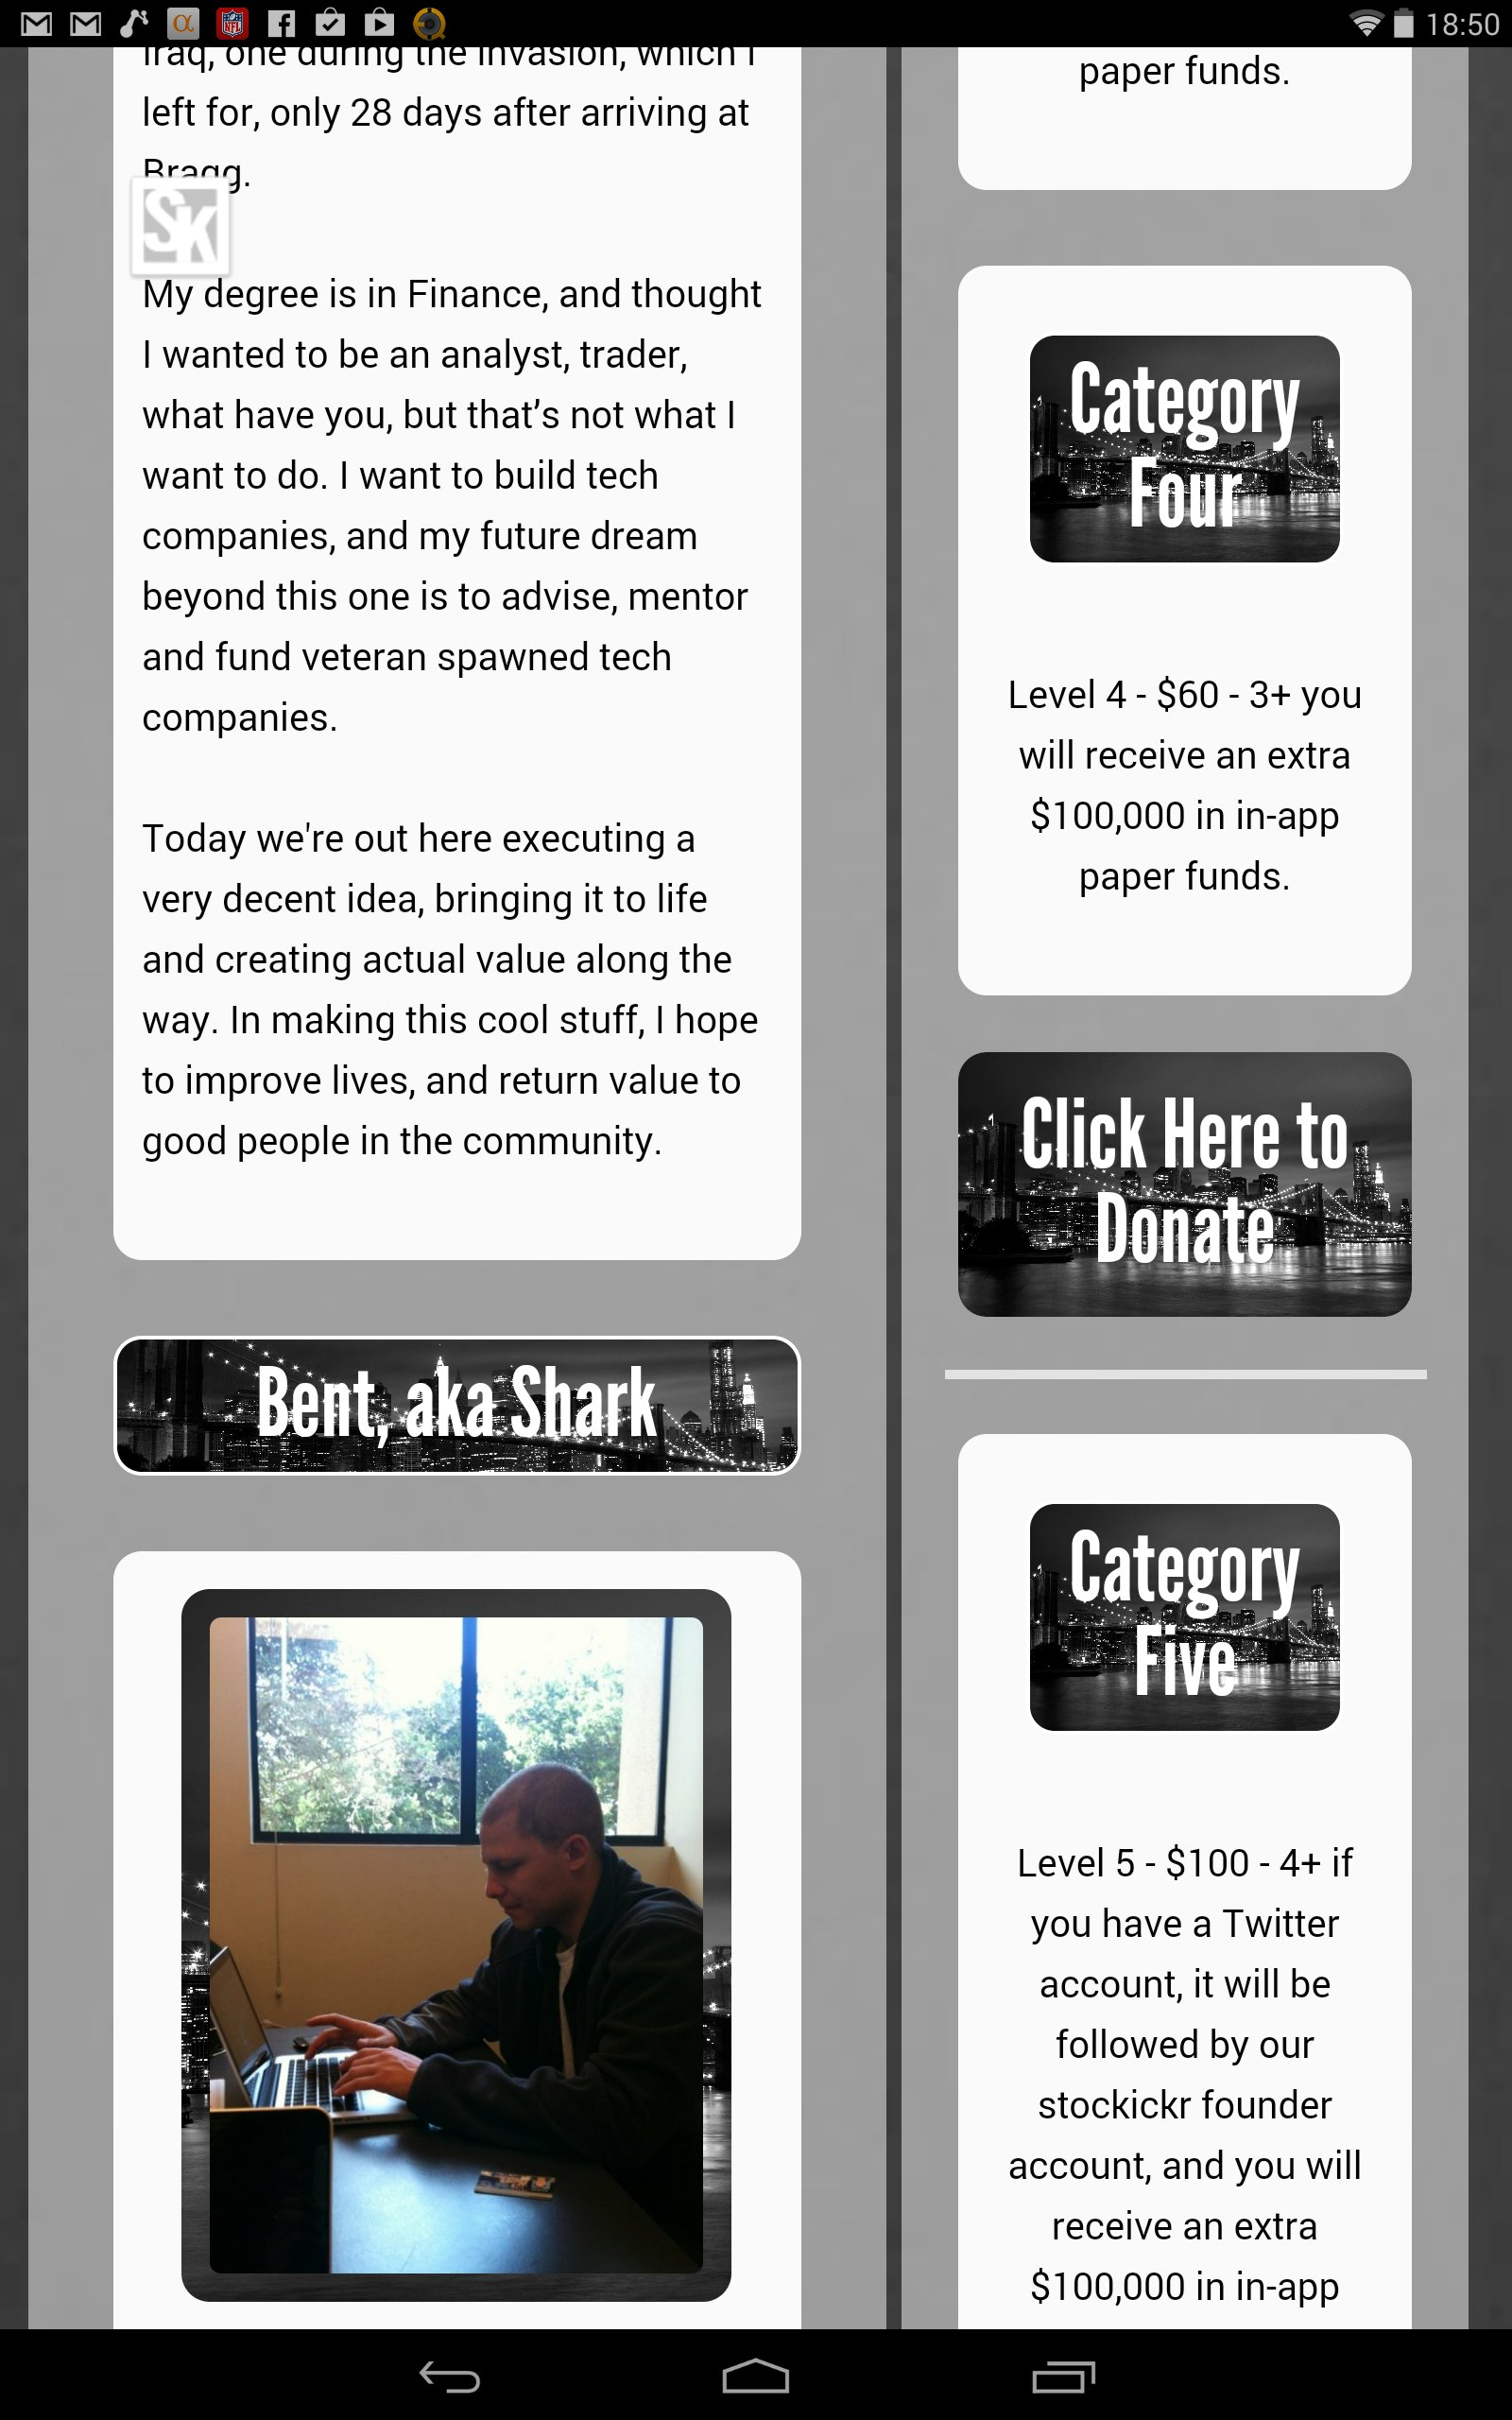 18:50
Iraq, one during the invasion, which I
left for, only 28 days after arriving at
Bragg.
SK
My degree is in Finance, and thought
I wanted to be an analyst, trader,
what have you, but that’s not what I
want to do. I want to build tech
companies, and my future dream
beyond this one is to advise, mentor
and fund veteran spawned tech
companies.
Today we're out here executing a
very decent idea, bringing it to life
and creating actual value along the
way. In making this cool stuff, I hope
to improve lives, and return value to
good people in the community.
Bent, aka Shark
paper funds.
Category
Four
Level 4 - $60 - 3+ you
will receive an extra
$100,000 in in-app
paper funds.
Click Here to
Donate
Category
Five
Level 5 - $100 - 4+ if
you have a Twitter
account, it will be
followed by our
stockickr founder
account, and you will
receive an extra
$100,000 in in-app